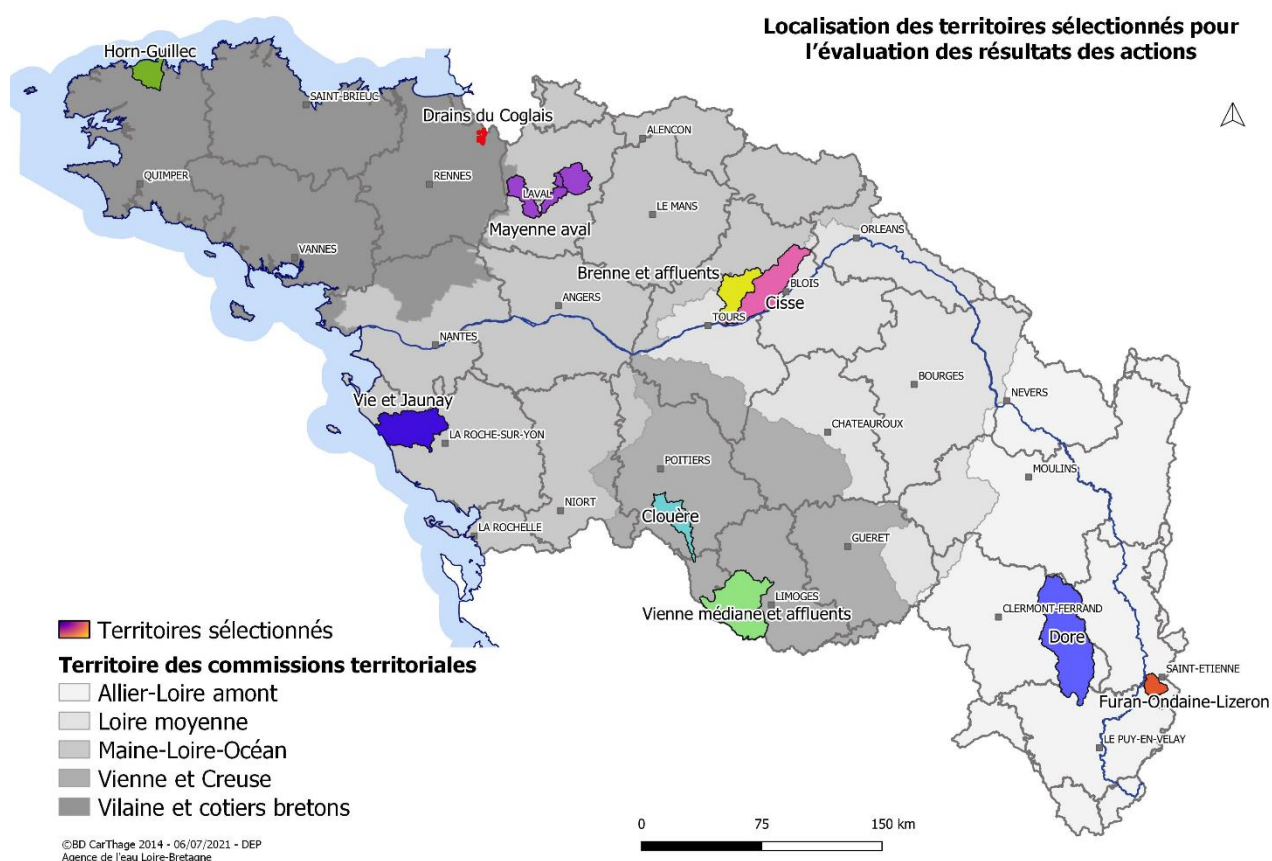 Localisation des territoires sélectionnés pour
l'évaluation des résultats des actions
Horn-Guillec
SAINT-BRIEUC
Drains du Coglais
ALENCON
QUIMPER
RENNES
LAVAL
LE MANS
Mayenne aval
VANNES
ORLEANS
Brenne et affluents
BLOIS
Cisse
ANGERS
TOURS
NANTES
BOURGES
NEVERS
Vie et Jaunay
LA ROCHE-SUR-YON
CHATEAUROUX
POITIERS
MOULINS
NIORT
Clouère
LA ROCHELLE
GUERET
LIMOGES
Vienne médiane et affluents
CLERMONT-FERRAND
Dore
SAINT-ETIENNE
Furan-Ondaine-Lizeron
LE PUY-EN-VELAY
Territoires sélectionnés
Territoire des commissions territoriales
Allier-Loire amont
Loire moyenne
Maine-Loire-Océan
Vienne et Creuse
Vilaine et cotiers bretons
0 75 150 km
©BD CarThage 2014 - 06/07/2021 - DEP
Agence de l'eau Loire-Bretagne